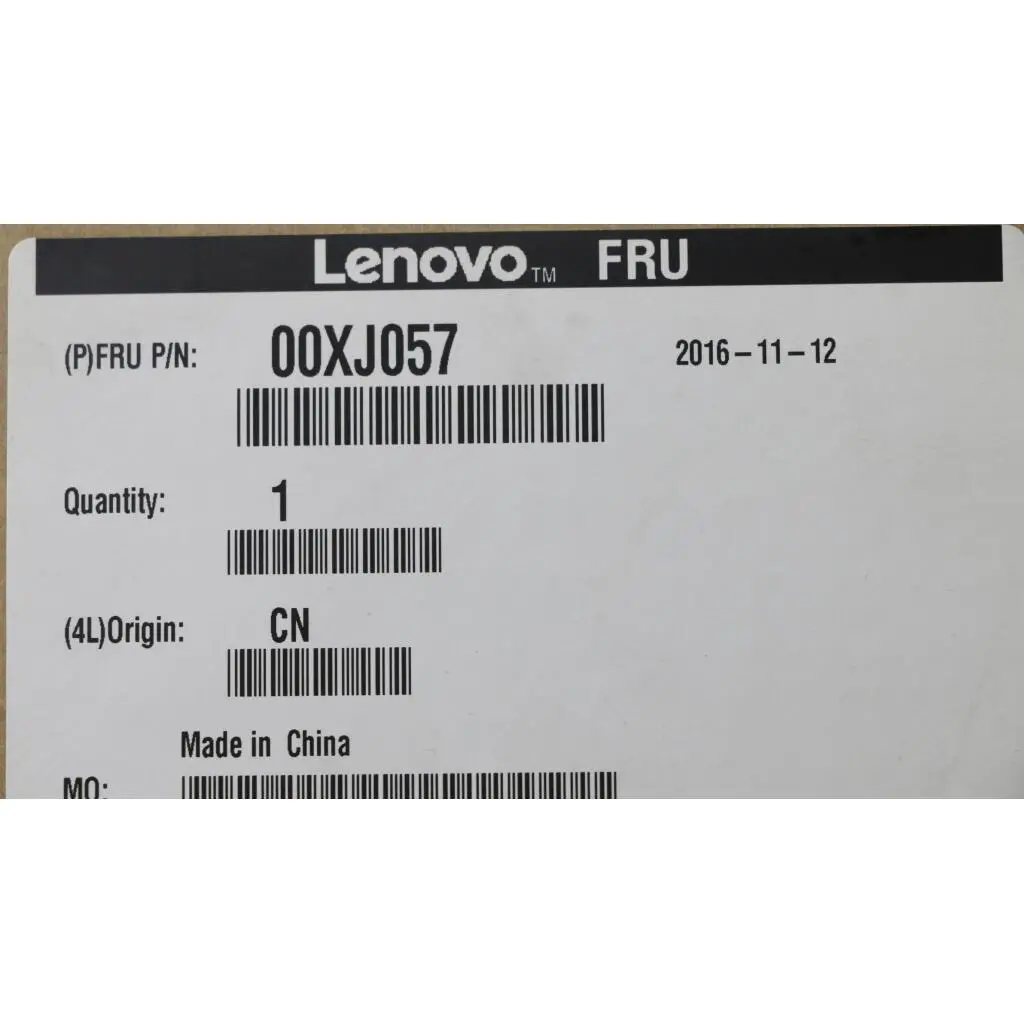 Lenovo™ FRU
(P)FRU P/N: 00XJ057 2016-11-12
Quantity: 1
(4L)Origin: CN
Made in China
MO: